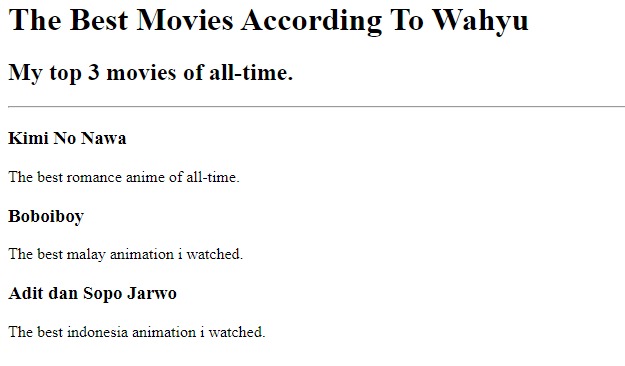 The Best Movies According To Wahyu
My top 3 movies of all-time.
Kimi No Nawa
The best romance anime of all-time.
Boboiboy
The best malay animation i watched.
Adit dan Sopo Jarwo
The best indonesia animation i watched.